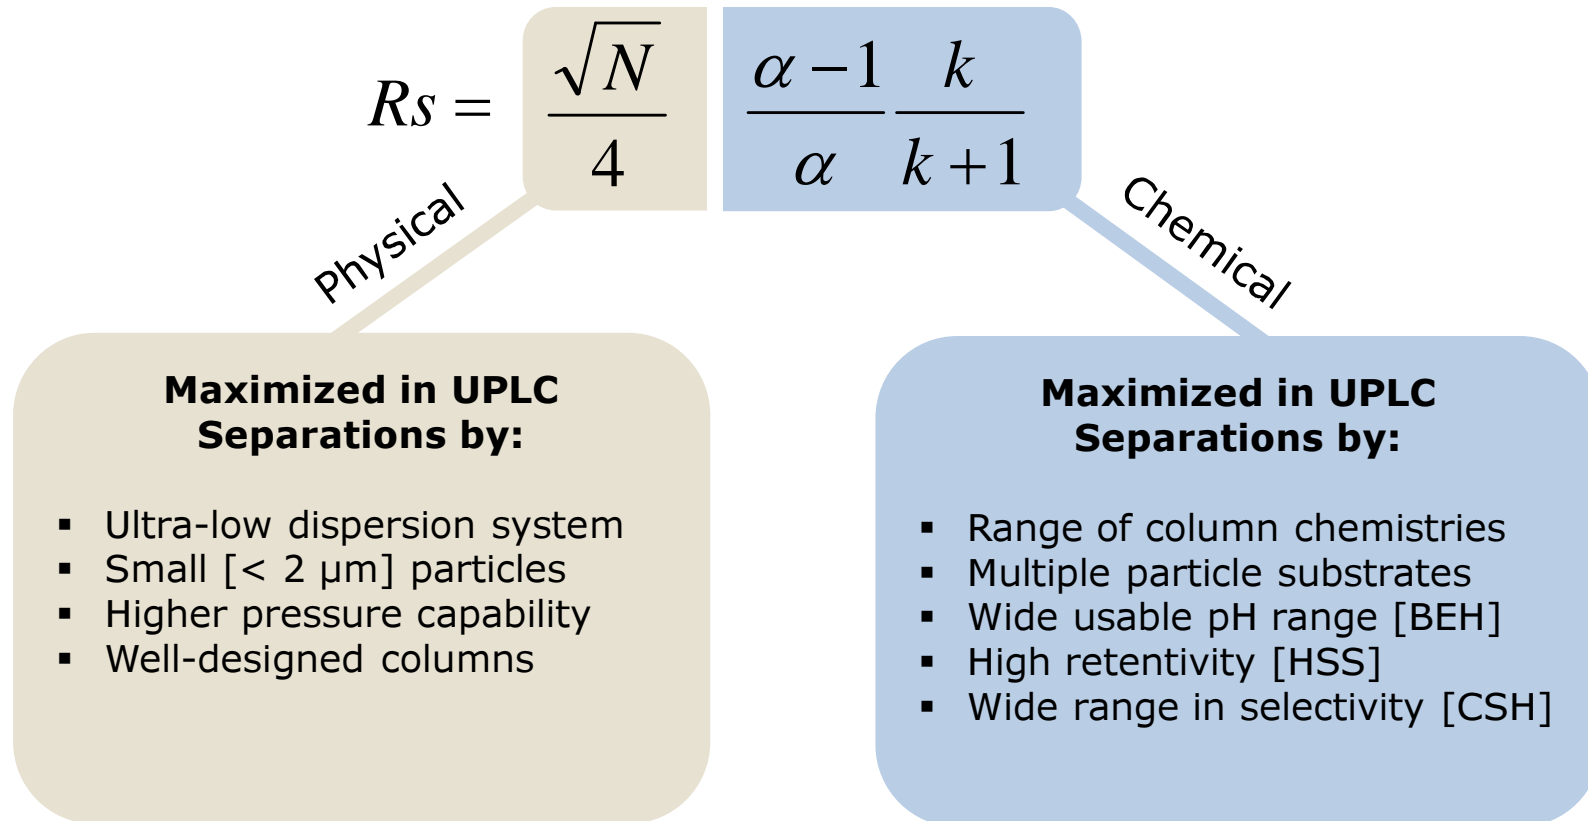 Rs = √N/4 α−1/α k/k+1
Physical
Chemical
Maximized in UPLC
Separations by:
▪ Ultra-low dispersion system
▪ Small [< 2 µm] particles
▪ Higher pressure capability
▪ Well-designed columns
Maximized in UPLC
Separations by:
▪ Range of column chemistries
▪ Multiple particle substrates
▪ Wide usable pH range [BEH]
▪ High retentivity [HSS]
▪ Wide range in selectivity [CSH]